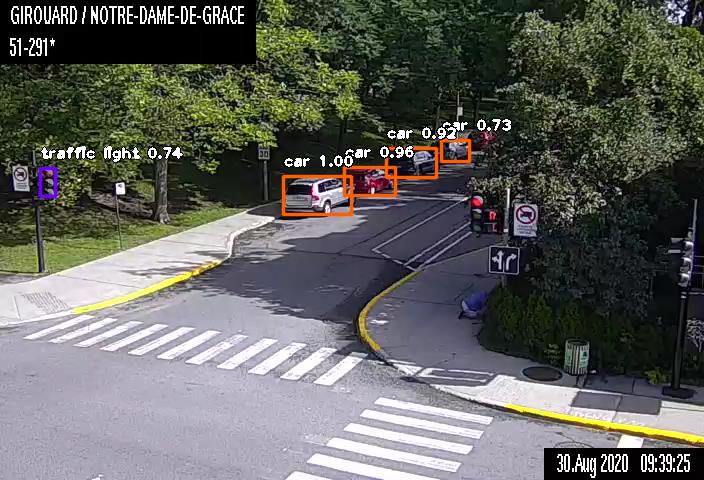 GIROUARD / NOTRE-DAME-DE-GRACE
51-291*
car 0.73
car 0.92
car 0.96
car 1.00
traffic light 0.74
30.Aug 2020 09:39:25